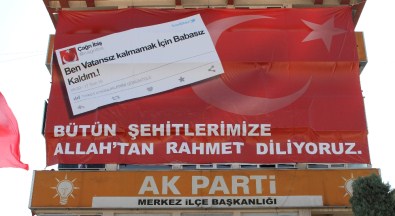 Çağrı Ataş
Ben Vatansız kalmamak İçin Babasız
Kaldım.!
BÜTÜN ŞEHİTLERİMİZE
ALLAH'TAN RAHMET DİLİYORUZ.
AK PARTİ
MERKEZ İLÇE BAŞKANLIĞI